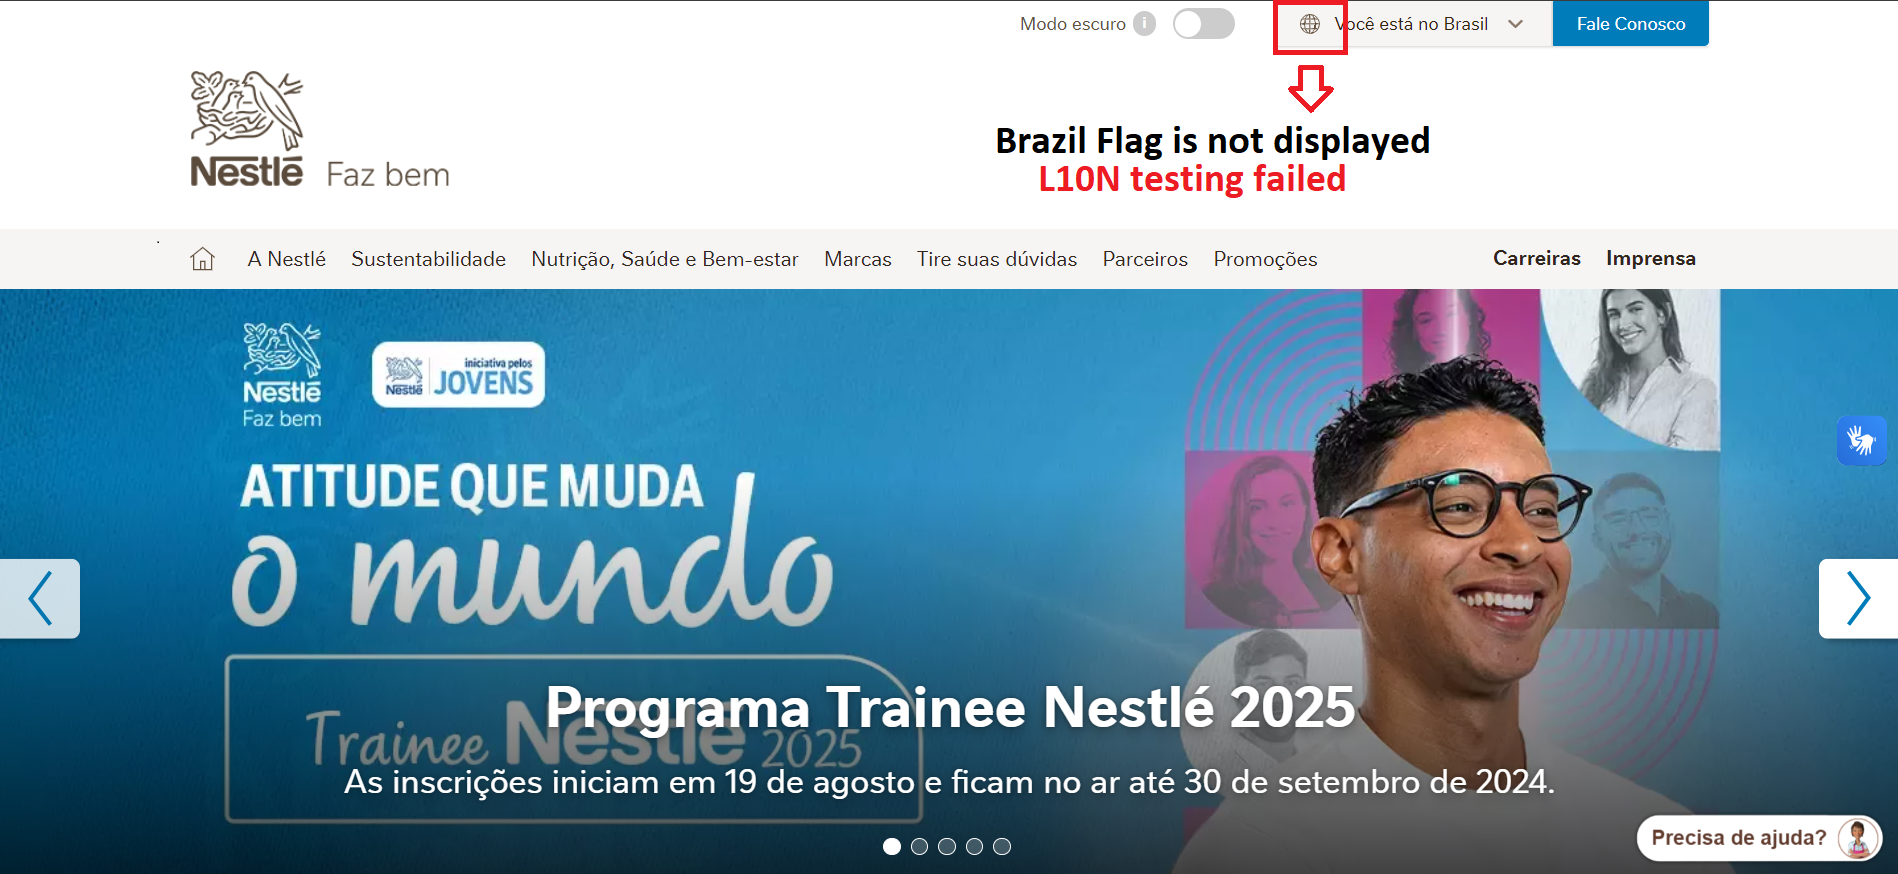 Modo escuro i
Você está no Brasil
Fale Conosco
Brazil Flag is not displayed
L10N testing failed
Nestlé Faz bem
A Nestlé Sustentabilidade Nutrição, Saúde e Bem-estar Marcas Tire suas dúvidas Parceiros Promoções Carreiras Imprensa
Nestlé
Faz bem
Nestlé
iniciativa pelos
JOVENS
ATITUDE QUE MUDA
o mundo
Trainee Nestlé 2025
Programa Trainee Nestlé 2025
As inscrições iniciam em 19 de agosto e ficam no ar até 30 de setembro de 2024.
Precisa de ajuda?